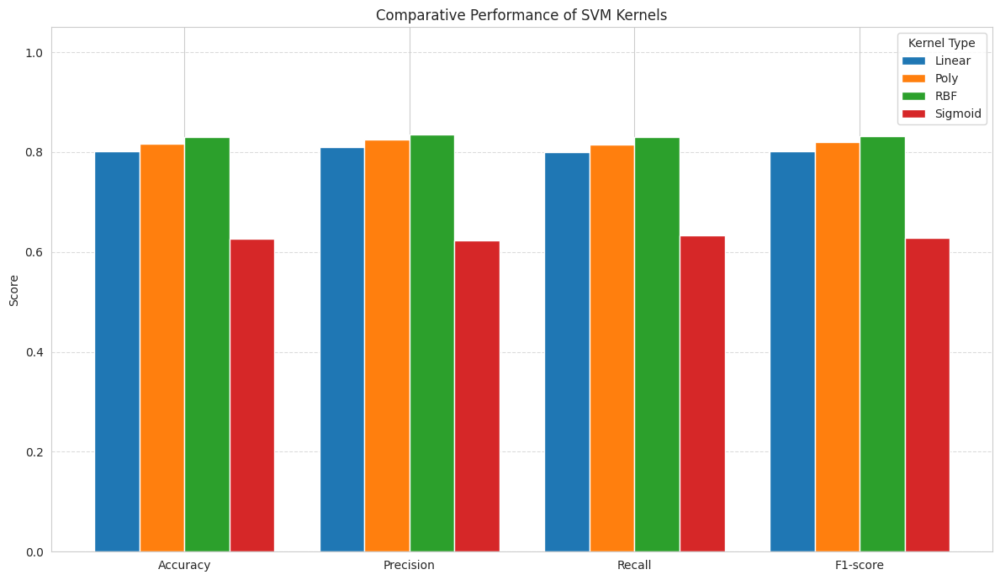 Comparative Performance of SVM Kernels
Kernel Type
Linear
Poly
RBF
Sigmoid
Score
1.0
0.8
0.6
0.4
0.2
0.0
Accuracy Precision Recall F1-score